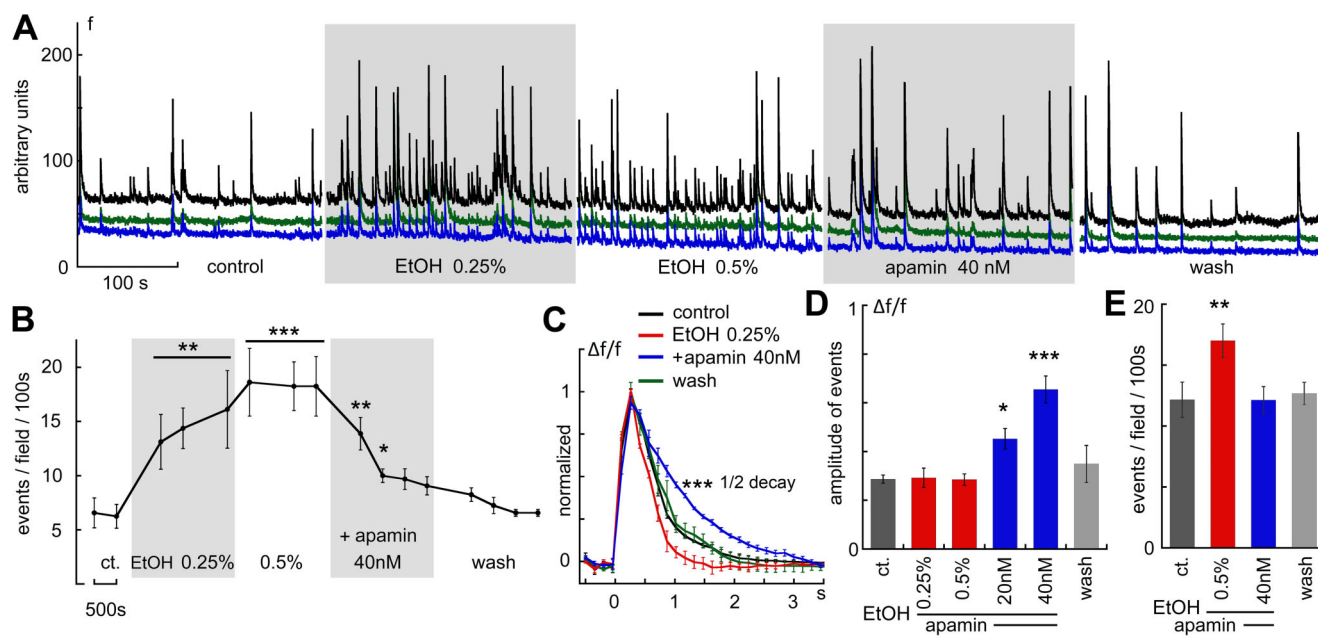 A
f
arbitrary units
200
100
0
100 s
control
EtOH 0.25%
EtOH 0.5%
apamin 40 nM
wash
B
events / field / 100s
20
15
10
5
**
***
**
*
ct.
EtOH 0.25%
0.5%
+ apamin
40nM
wash
500s
C
control
EtOH 0.25%
+apamin 40nM
wash
Δf/f
normalized
1
0
*** 1/2 decay
0
1
2
3
s
D
Δf/f
amplitude of events
1
0
*
***
ct.
0.25%
0.5%
20nM
40nM
wash
EtOH
apamin
E
events / field / 100s
20
10
0
**
ct.
0.5%
40nM
wash
EtOH
apamin